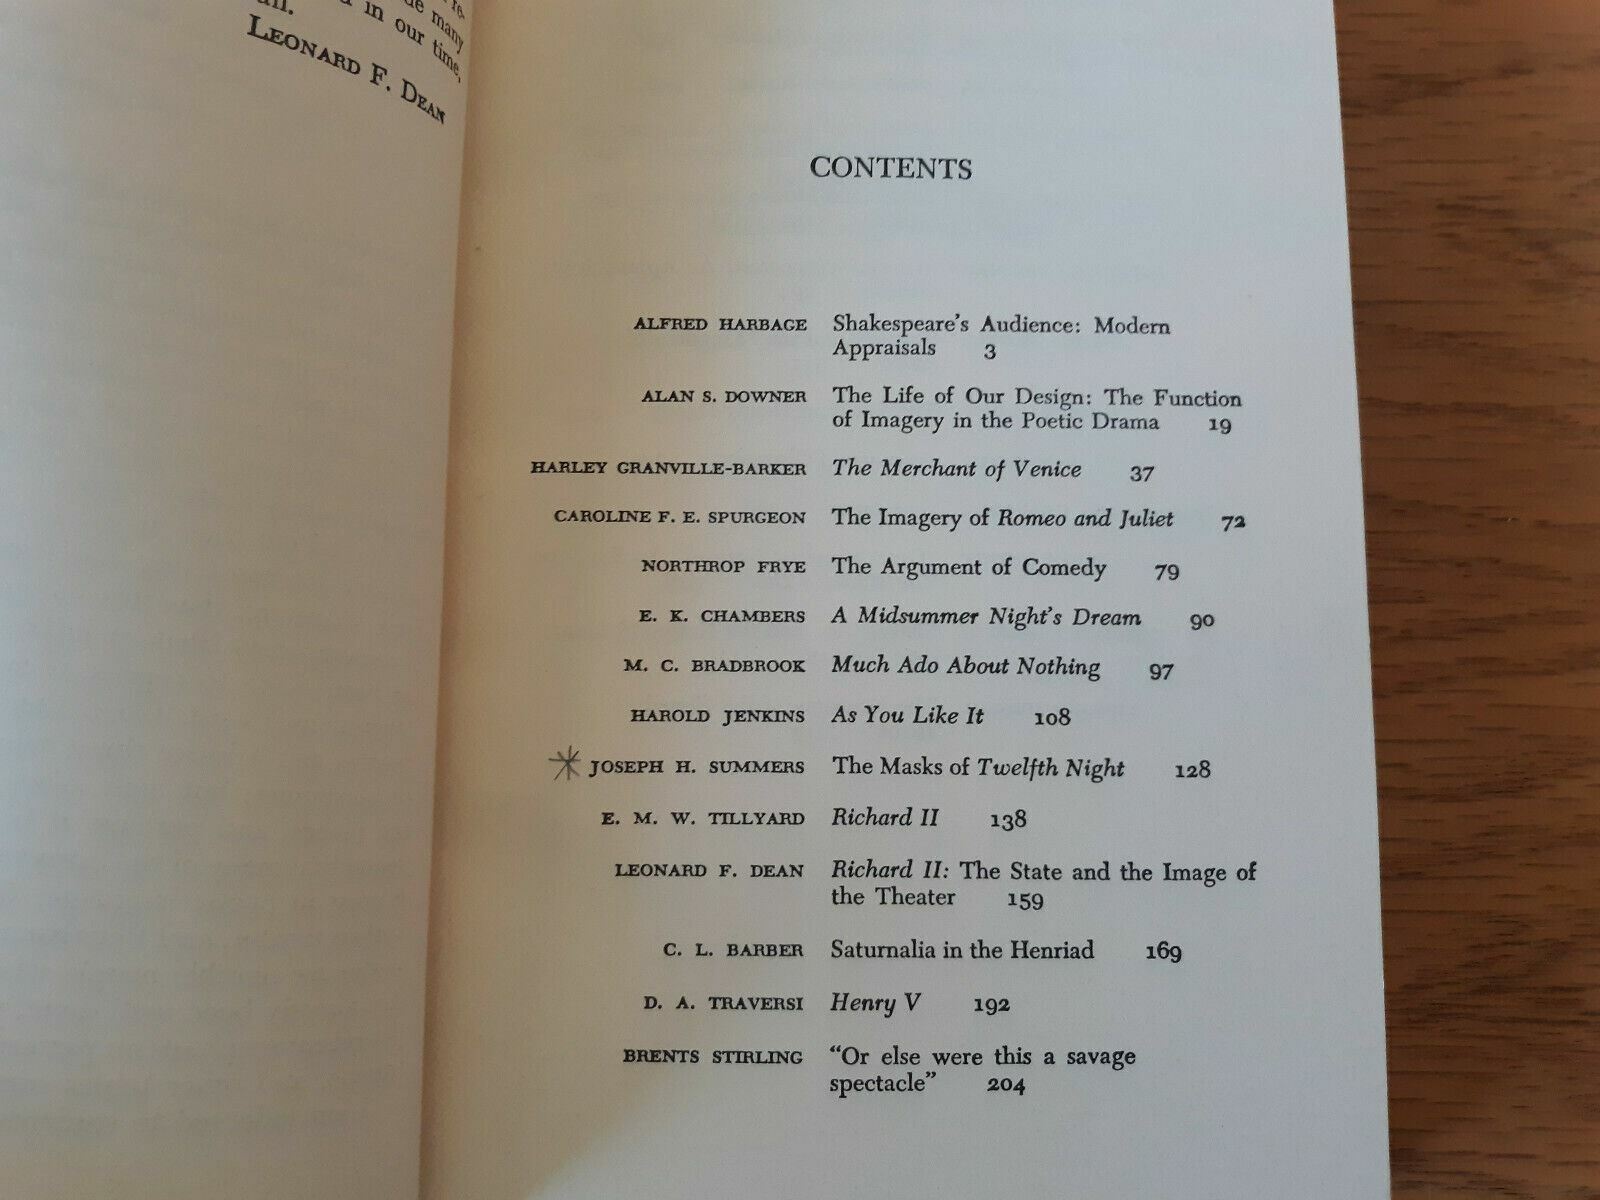 many
in our time,
LEONARD F. DEAN
CONTENTS
ALFRED HARBAGE Shakespeare's Audience: Modern
Appraisals 3
ALAN S. DOWNER The Life of Our Design: The Function
of Imagery in the Poetic Drama 19
HARLEY GRANVILLE-BARKER The Merchant of Venice 37
CAROLINE F. E. SPURGEON The Imagery of Romeo and Juliet 72
NORTHROP FRYE The Argument of Comedy 79
E. K. CHAMBERS A Midsummer Night's Dream 90
M. C. BRADBROOK Much Ado About Nothing 97
HAROLD JENKINS As You Like It 108
JOSEPH H. SUMMERS The Masks of Twelfth Night 128
E. M. W. TILLYARD Richard II 138
LEONARD F. DEAN Richard II: The State and the Image of
the Theater 159
C. L. BARBER Saturnalia in the Henriad 169
D. A. TRAVERSI Henry V 192
BRENTS STIRLING "Or else were this a savage
spectacle" 204